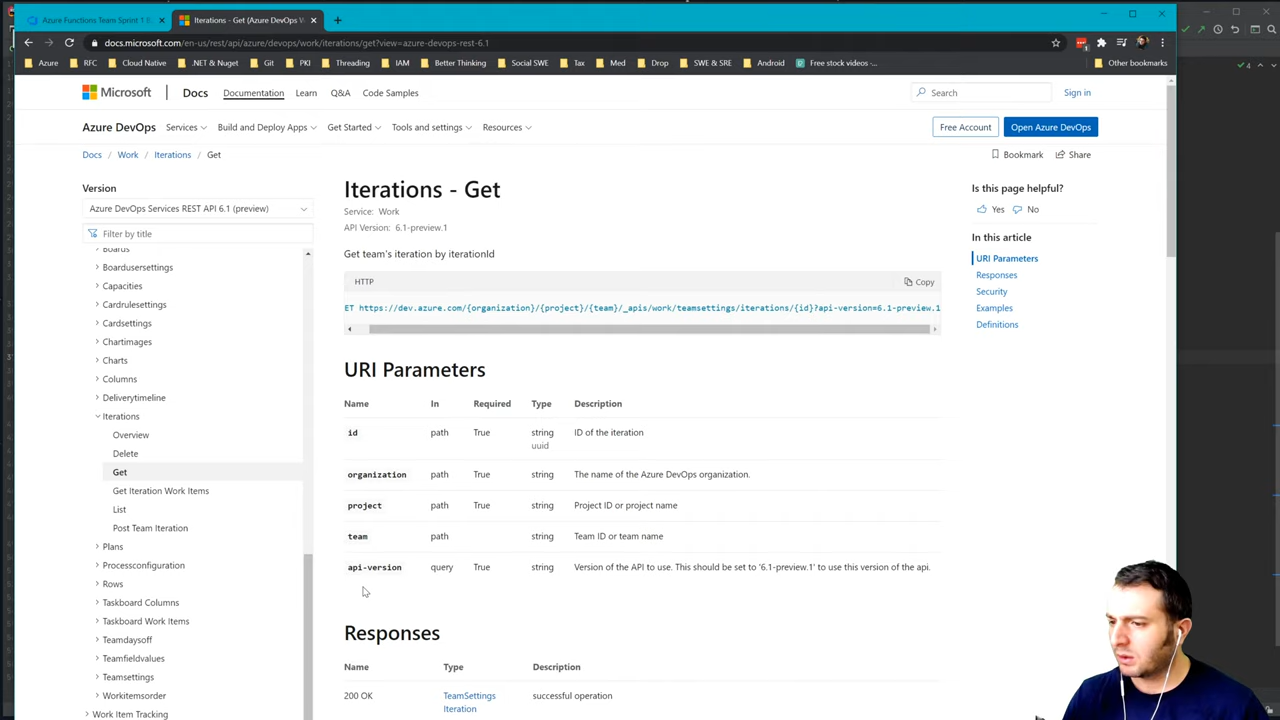 Azure Functions Team Sprint 1 B
Iterations - Get (Azure DevOps W
docs.microsoft.com/en-us/rest/api/azure/devops/work/iterations/get?view=azure-devops-rest-6.1
Azure RFC Cloud Native .NET & Nuget Git PKI Threading IAM Better Thinking Social SWE Tax Med Drop SWE & SRE Android Free stock videos -... Other bookmarks
Microsoft Docs Documentation Learn Q&A Code Samples Search Sign in
Azure DevOps Services Build and Deploy Apps Get Started Tools and settings Resources Free Account Open Azure DevOps
Docs Work Iterations Get Bookmark Share
Version
Azure DevOps Services REST API 6.1 (preview)
Filter by title
Boards
Boardusersettings
Capacities
Cardrulesettings
Cardsettings
Chartimages
Charts
Columns
Deliverytimeline
Iterations
Overview
Delete
Get
Get Iteration Work Items
List
Post Team Iteration
Plans
Processconfiguration
Rows
Taskboard Columns
Taskboard Work Items
Teamdaysoff
Teamfieldvalues
Teamsettings
Workitemsorder
Work Item Tracking
Iterations - Get
Service: Work
API Version: 6.1-preview.1
Get team's iteration by iterationId
HTTP Copy
ET https://dev.azure.com/{organization}/{project}/{team}/_apis/work/teamsettings/iterations/{id}?api-version=6.1-preview.1
URI Parameters
Name In Required Type Description
id path True string ID of the iteration
uuid
organization path True string The name of the Azure DevOps organization.
project path True string Project ID or project name
team path string Team ID or team name
api-version query True string Version of the API to use. This should be set to '6.1-preview.1' to use this version of the api.
Responses
Name Type Description
200 OK TeamSettings successful operation
Iteration
Is this page helpful?
Yes No
In this article
URI Parameters
Responses
Security
Examples
Definitions